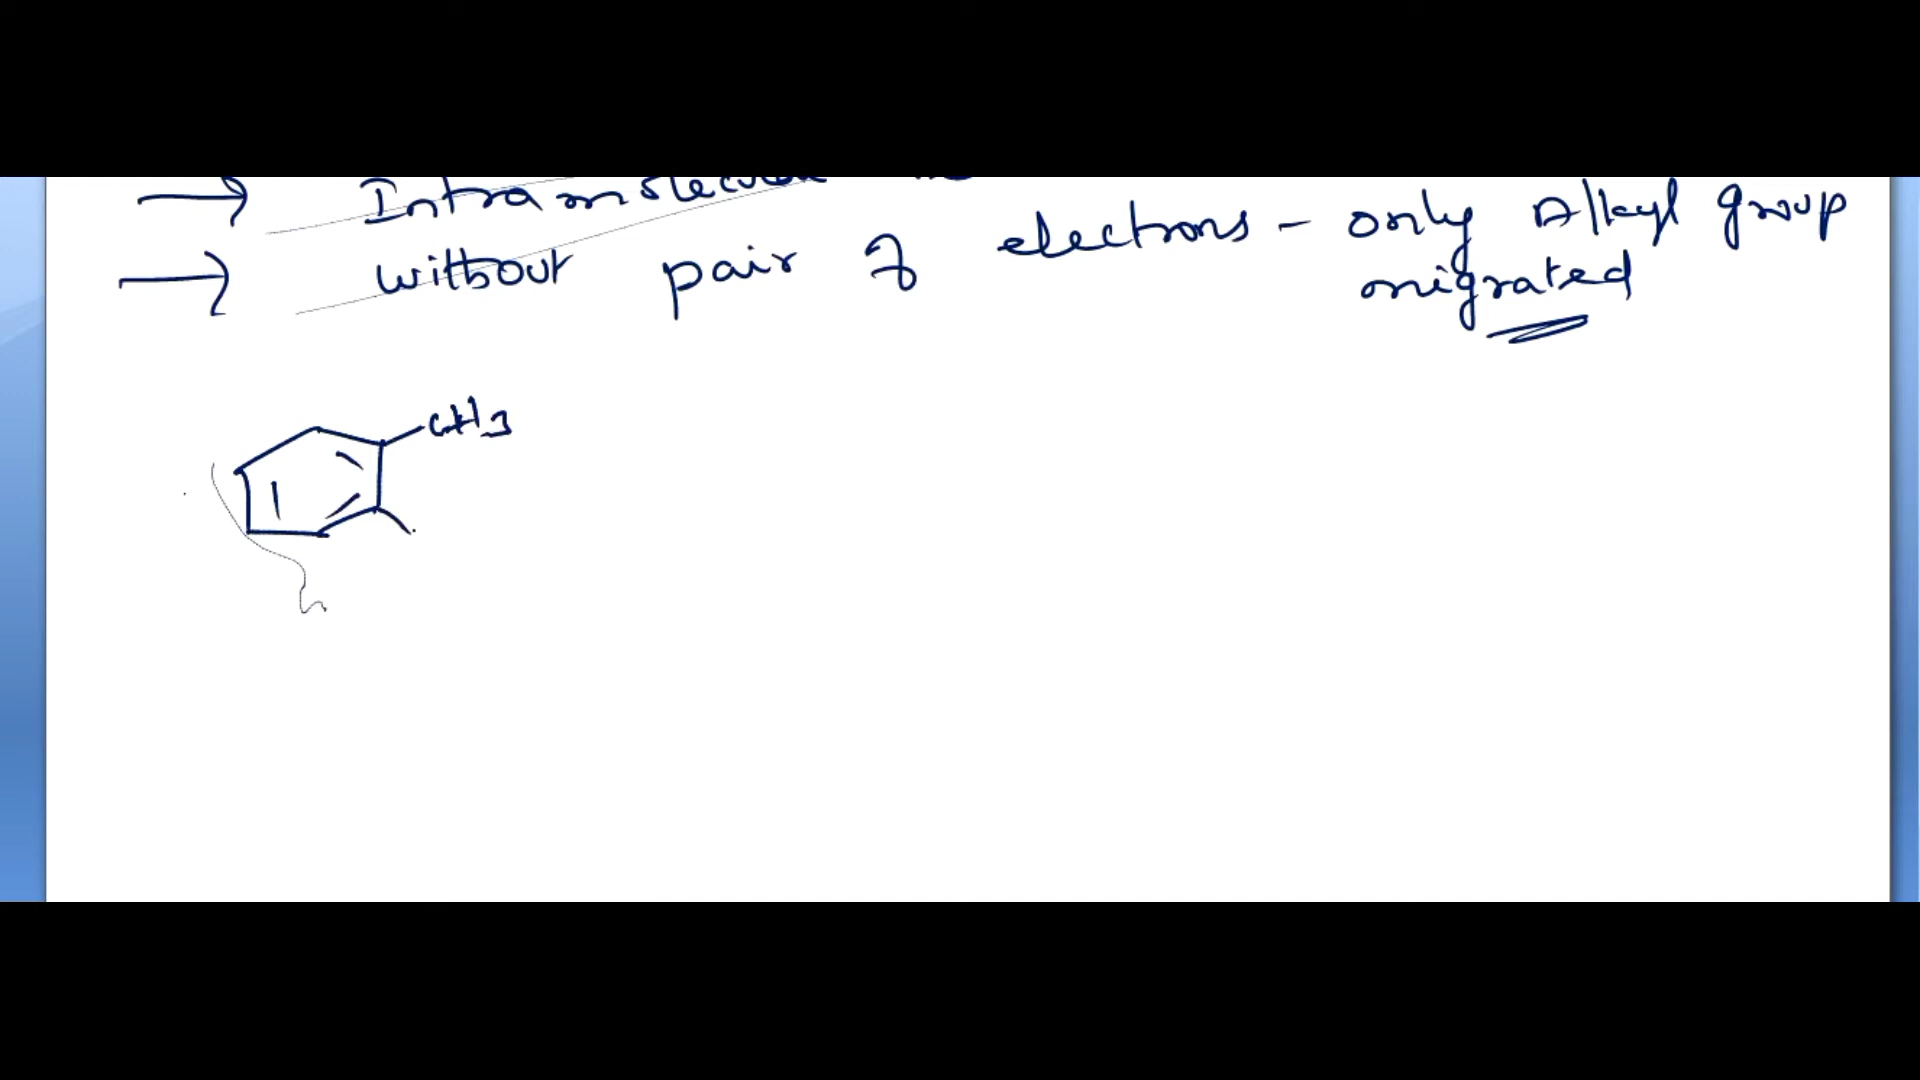 → Intramolecular
→ without pair of electrons - only Alkyl group
migrated
CH3